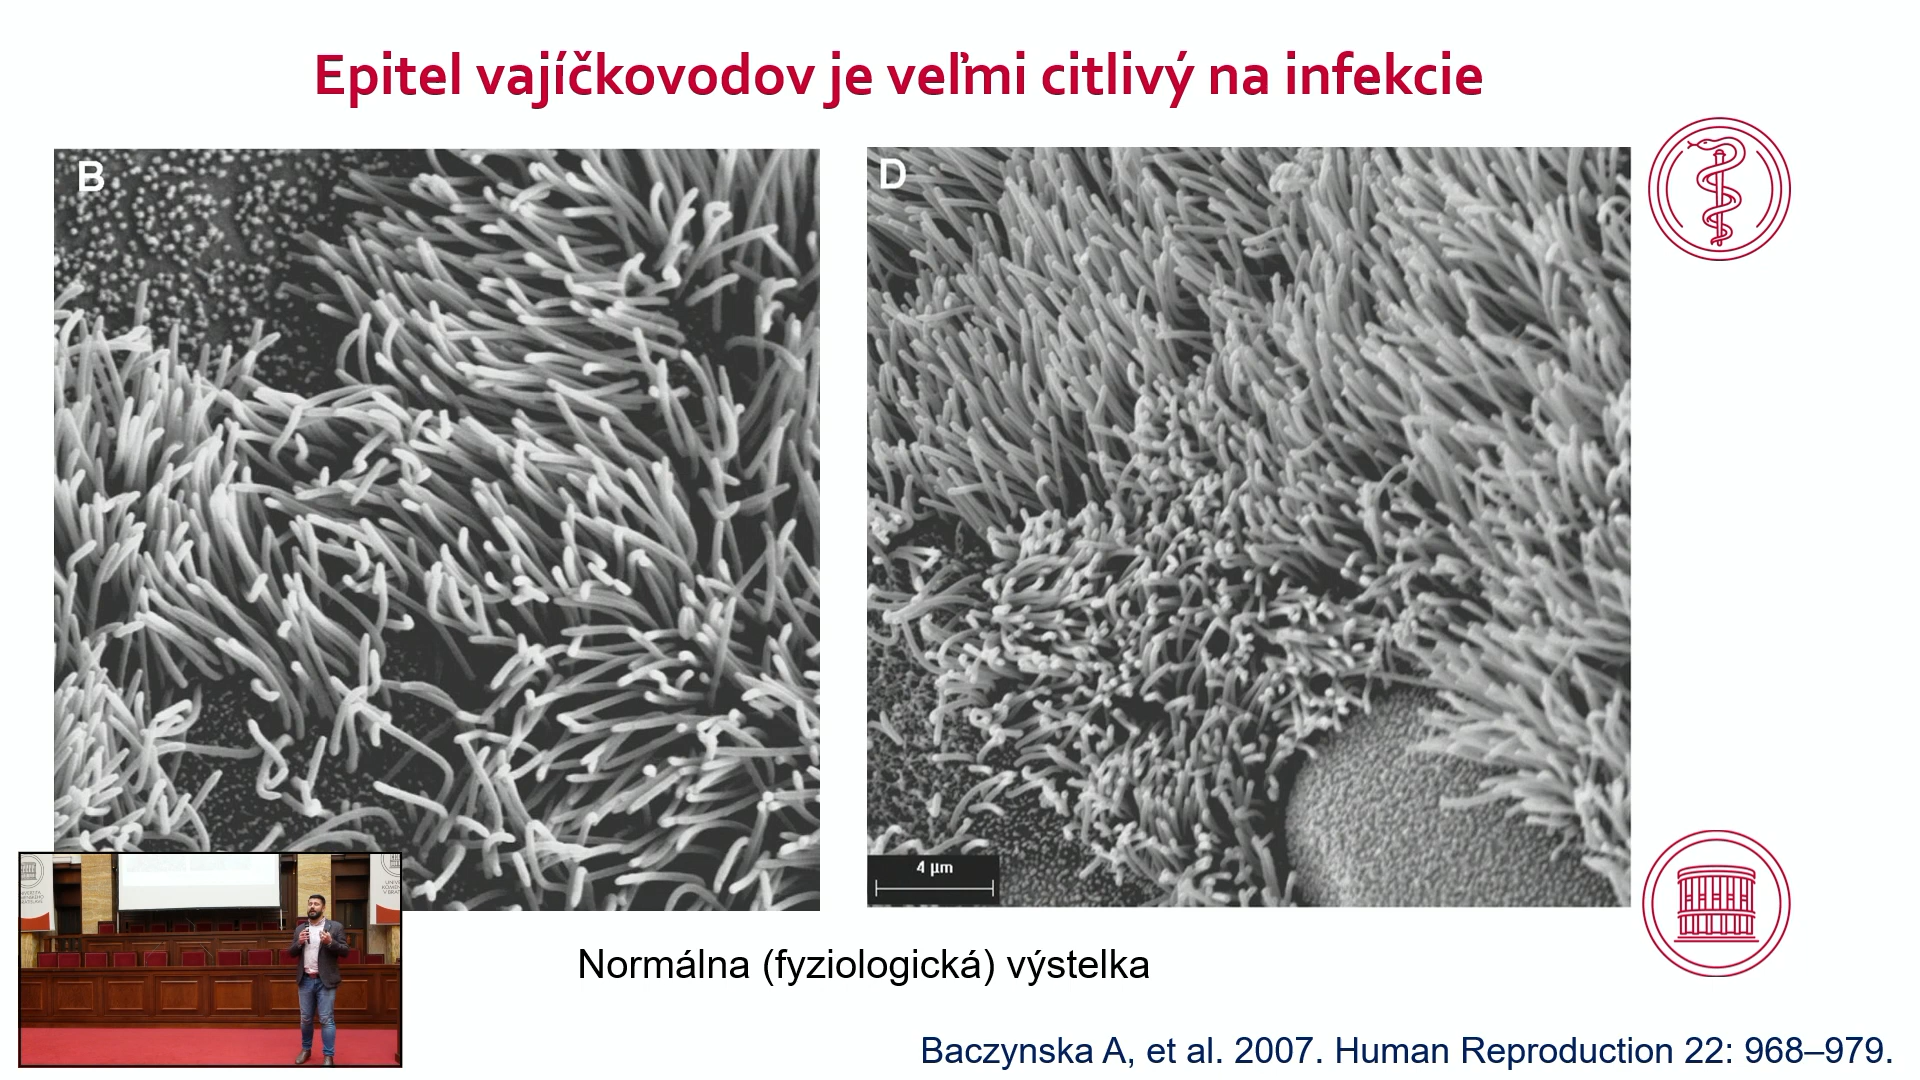 Epitel vajíčkovodov je veľmi citlivý na infekcie
B
D
4 µm
Normálna (fyziologická) výstelka
Baczynska A, et al. 2007. Human Reproduction 22: 968–979.